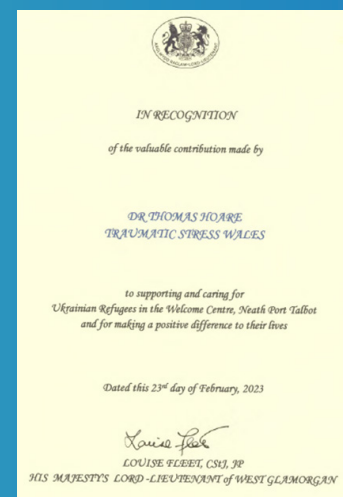 IN RECOGNITION
of the valuable contribution made by
DR THOMAS HOARE
TRAUMATIC STRESS WALES
to supporting and caring for
Ukrainian Refugees in the Welcome Centre, Neath Port Talbot
and for making a positive difference to their lives
Dated this 23rd day of February, 2023
Louise Fleet
LOUISE FLEET, CStJ, JP
HIS MAJESTY'S LORD-LIEUTENANT of WEST GLAMORGAN